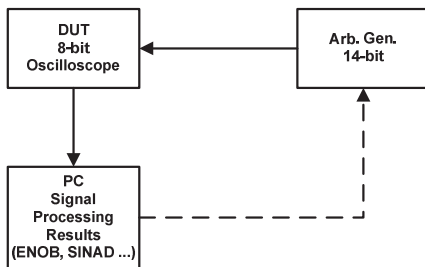 DUT
8-bit
Oscilloscope
Arb. Gen.
14-bit
PC
Signal
Processing
Results
(ENOB, SINAD ...)